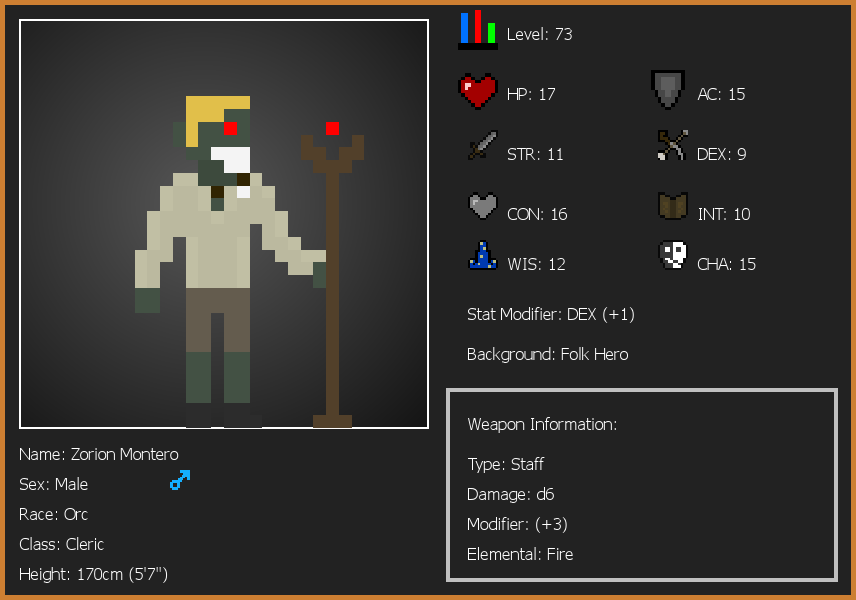 Level: 73
HP: 17
AC: 15
STR: 11
DEX: 9
CON: 16
INT: 10
WIS: 12
CHA: 15
Stat Modifier: DEX (+1)
Background: Folk Hero
Weapon Information:
Type: Staff
Damage: d6
Modifier: (+3)
Elemental: Fire
Name: Zorion Montero
Sex: Male
Race: Orc
Class: Cleric
Height: 170cm (5'7")